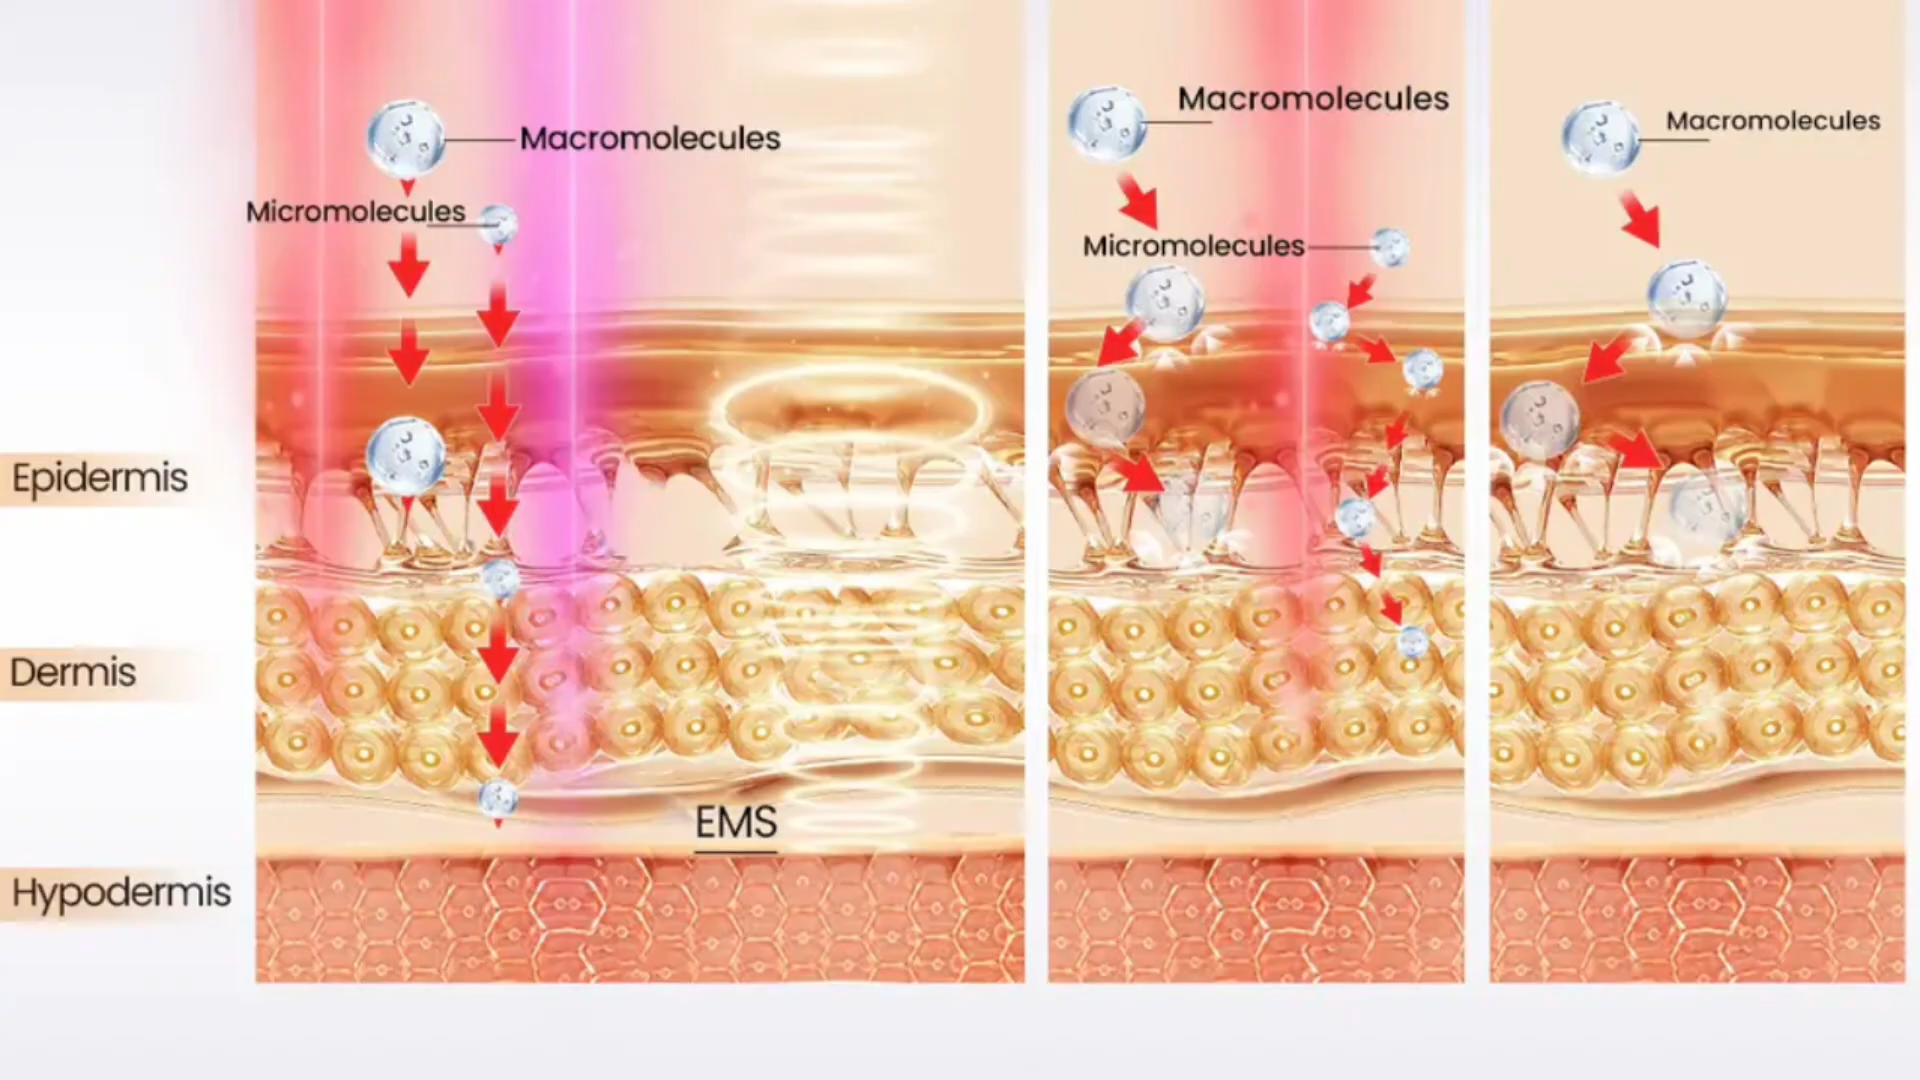 Macromolecules
Micromolecules
EMS
Macromolecules
Micromolecules
Macromolecules
Epidermis
Dermis
Hypodermis